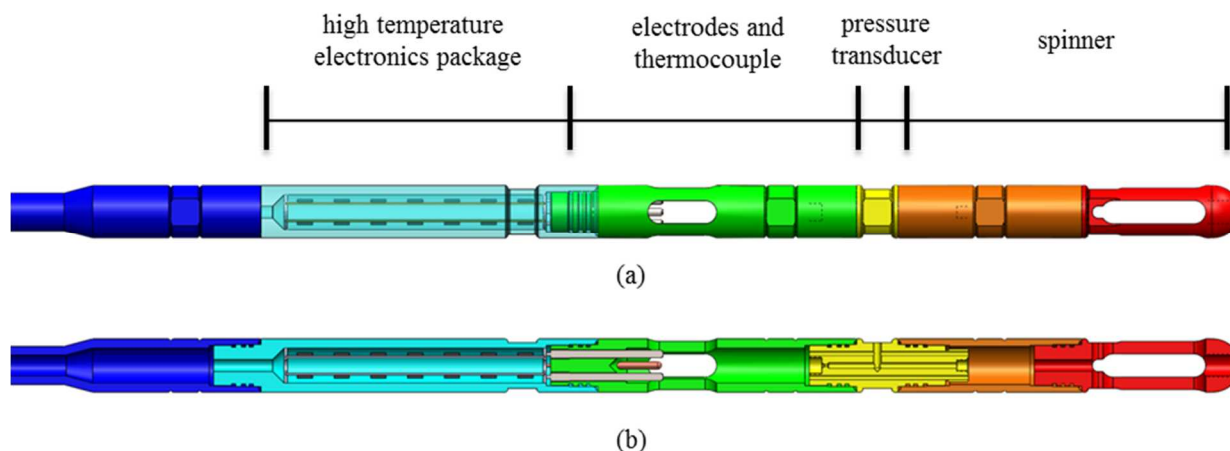 high temperature
electronics package
electrodes and
thermocouple
pressure
transducer
spinner
(a)
(b)